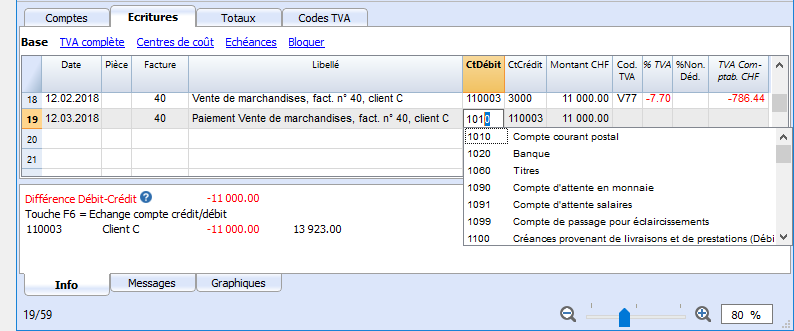 Comptes Ecritures Totaux Codes TVA
Base TVA complète Centres de coût Echéances Bloquer
Date Pièce Facture Libellé CtDébit CtCrédit Montant CHF Cod. TVA % TVA %Non. Déd. TVA Comptab. CHF
18 12.02.2018 40 Vente de marchandises, fact. n° 40, client C 110003 3000 11 000.00 V77 -7.70 -786.44
19 12.03.2018 40 Paiement Vente de marchandises, fact. n° 40, client C 1010 110003 11 000.00
20 1010 Compte courant postal
1020 Banque
21 1060 Titres
1090 Compte d'attente en monnaie
Différence Débit-Crédit ? -11 000.00 1091 Compte d'attente salaires
Touche F6 = Echange compte crédit/débit 1099 Compte de passage pour éclaircissements
110003 Client C -11 000.00 13 923.00 1100 Créances provenant de livraisons et de prestations (Débi
Info Messages Graphiques
19/59 80 %